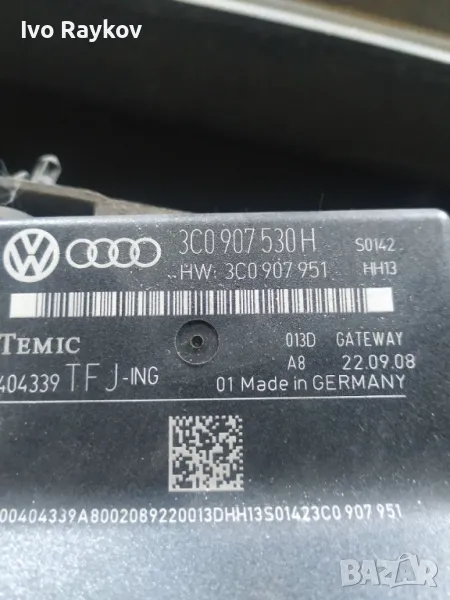 Ivo Raykov
3C0 907 530 H
S0142
HW: 3C0 907 951
HH13
TEMIC
013D GATEWAY
404339 TFJ-ING
A8 22.09.08
01 Made in GERMANY
00404339A8002089220013DHH13S01423C0 907 951
bazar